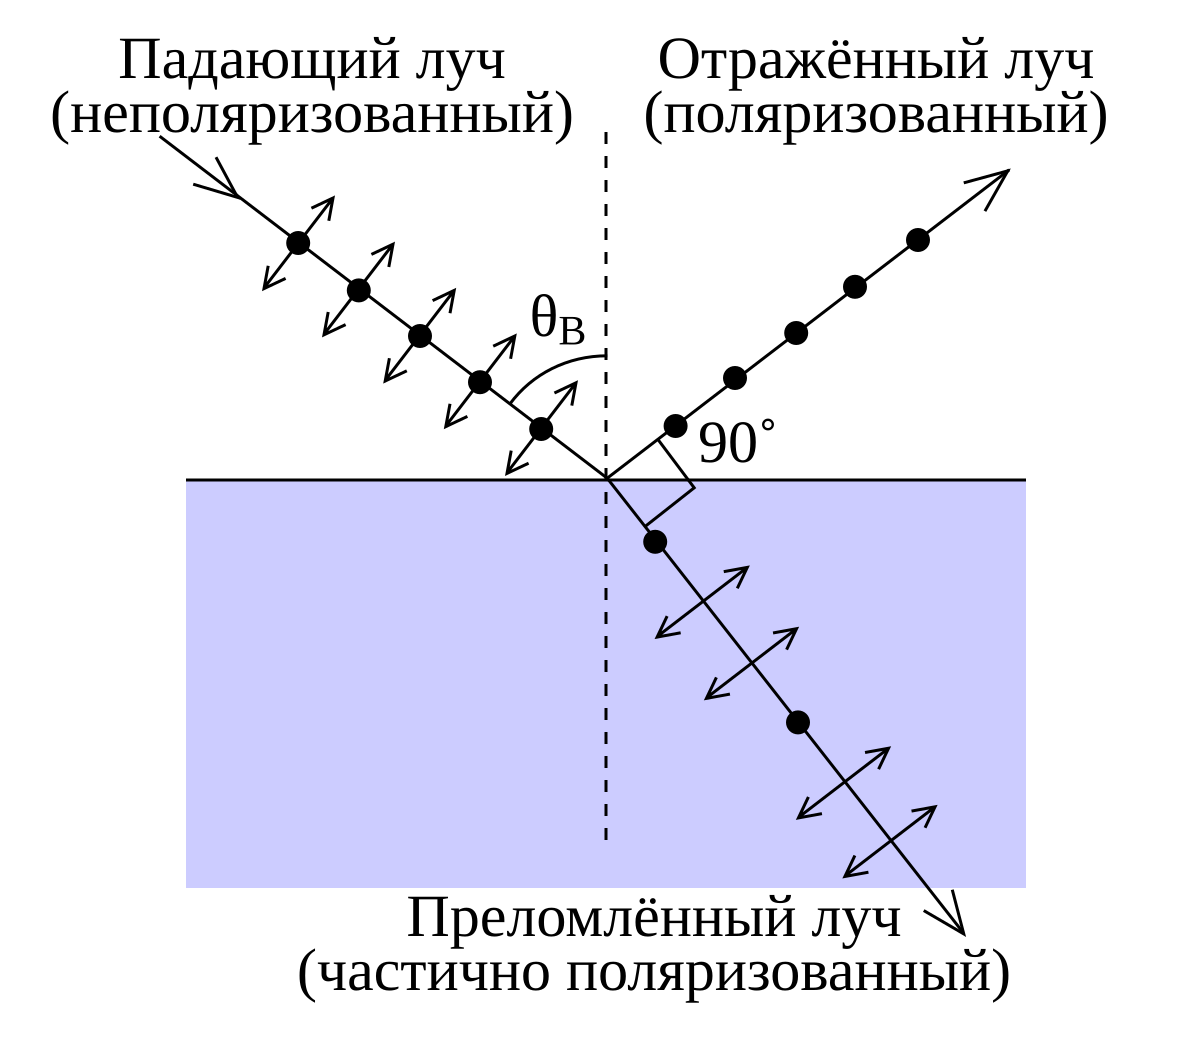 Падающий луч
(неполяризованный)
Отражённый луч
(поляризованный)
θB
90°
Преломлённый луч
(частично поляризованный)